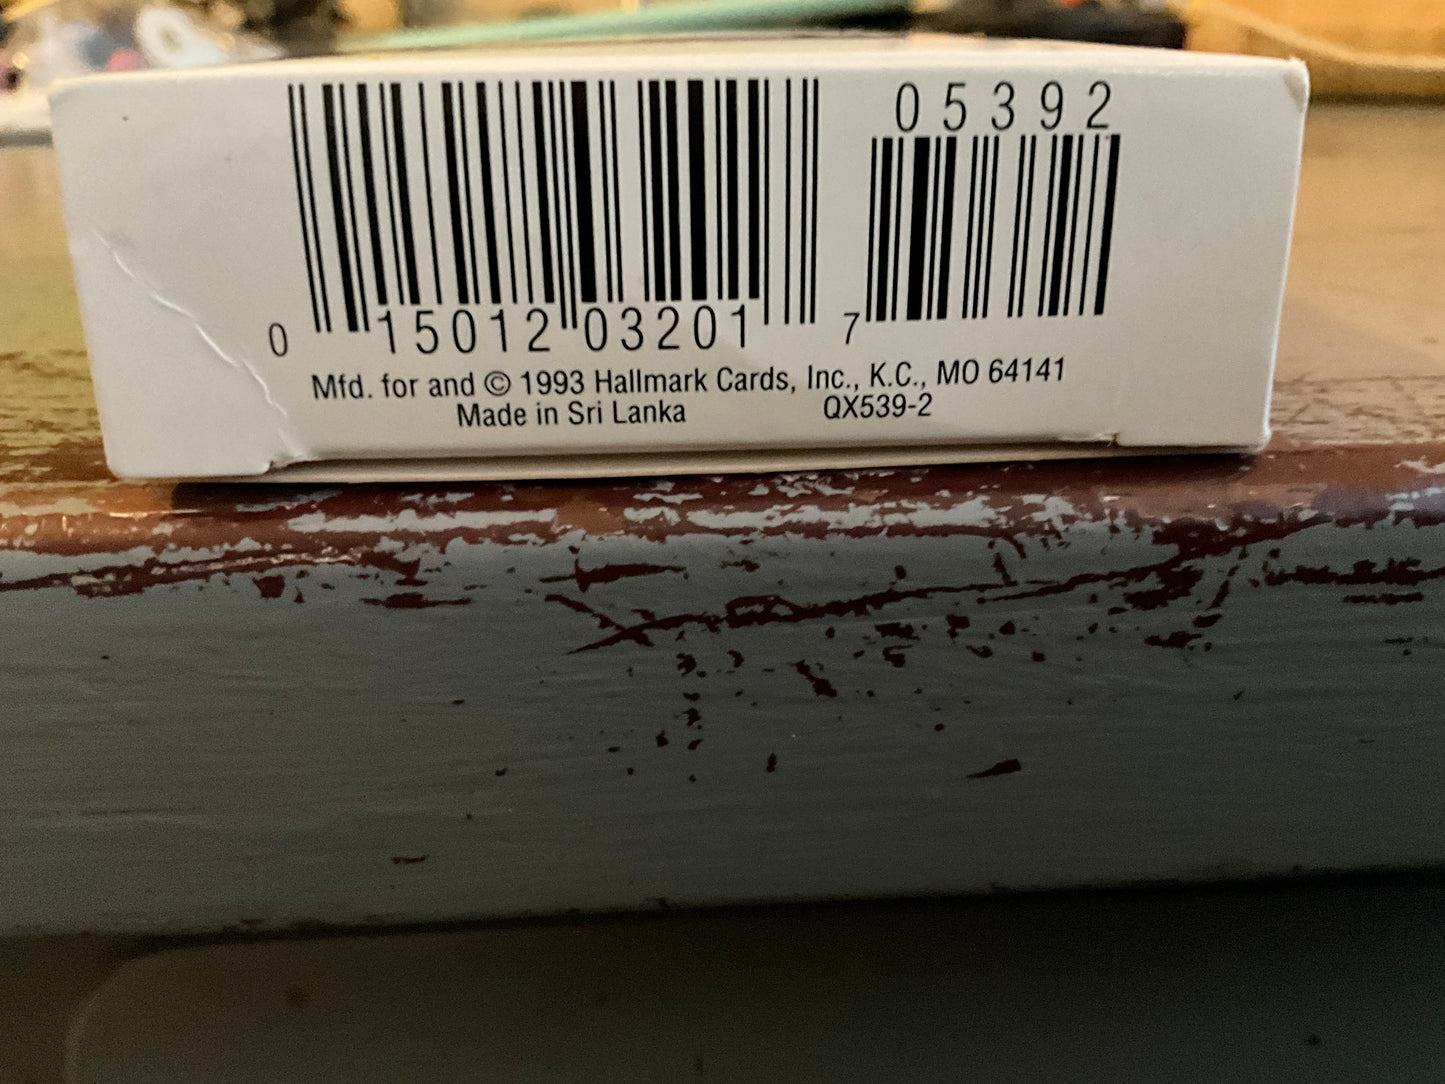 05392
0 15012 03201 7
Mfd. for and © 1993 Hallmark Cards, Inc., K.C., MO 64141
Made in Sri Lanka QX539-2